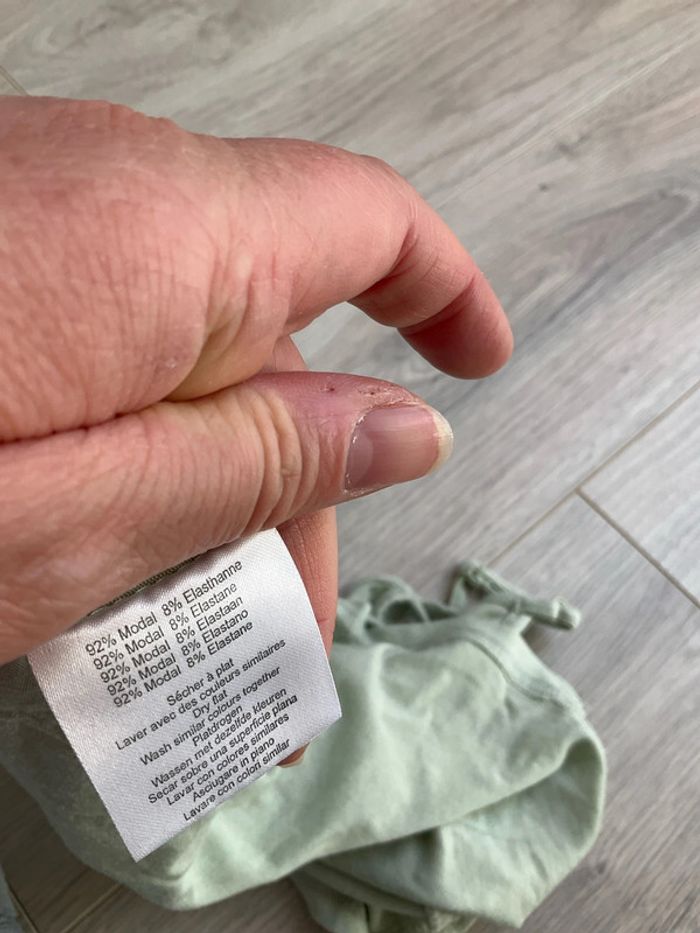 92% Modal 8% Elasthanne
92% Modal 8% Elastane
92% Modal 8% Elastaan
92% Modal 8% Elastano
92% Modal 8% Elastane
Sécher à plat
Laver avec des couleurs similaires
Dry flat
Wash similar colours together
Platdrogen
Wassen met dezelfde kleuren
Secar sobre una superficie plana
Lavar con colores similares
Asciugare in piano
Lavare con colori similar